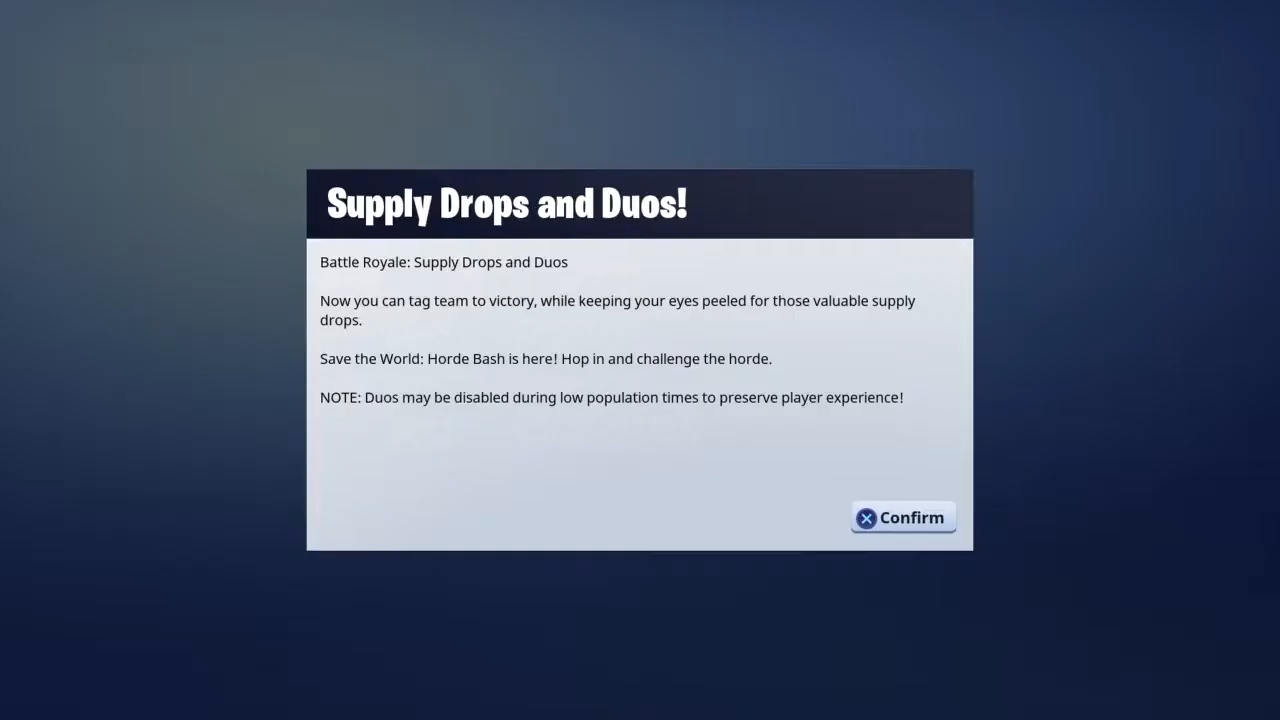 Supply Drops and Duos!
Battle Royale: Supply Drops and Duos
Now you can tag team to victory, while keeping your eyes peeled for those valuable supply
drops.
Save the World: Horde Bash is here! Hop in and challenge the horde.
NOTE: Duos may be disabled during low population times to preserve player experience!
Confirm